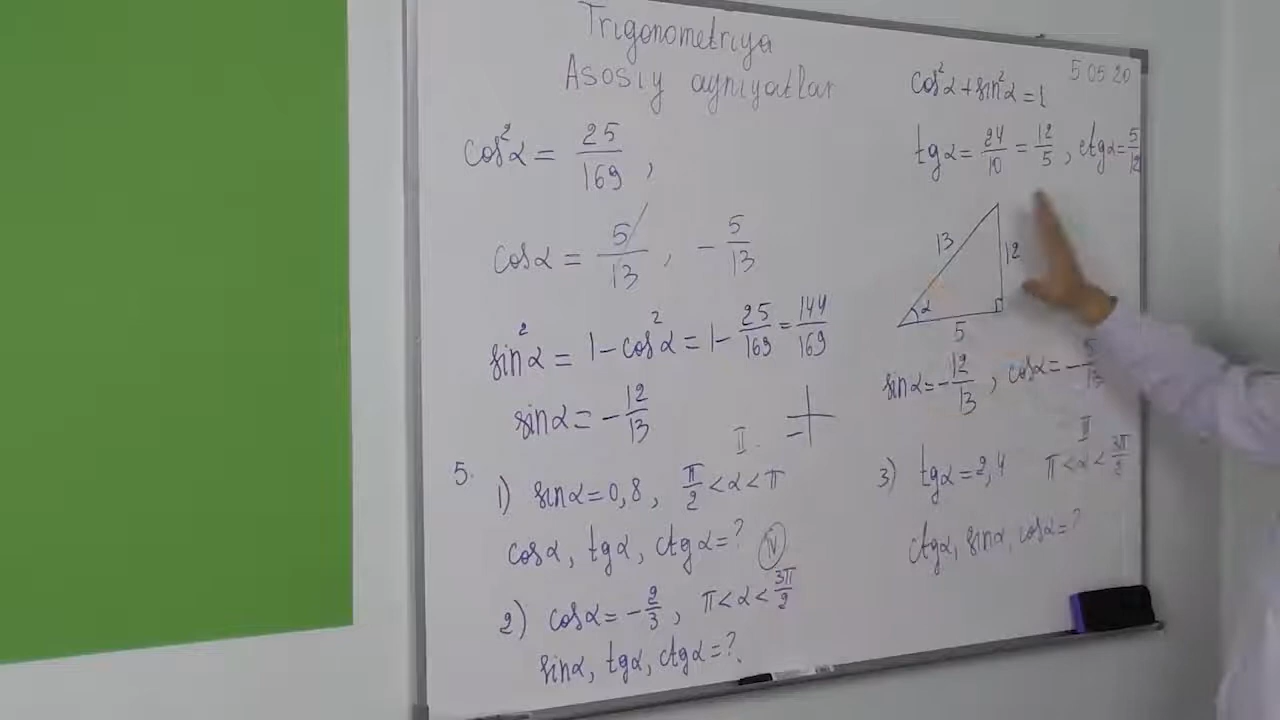 Trigonometriya
Asosiy ayniyatlar
5 05 20
cos²α = 25/169,
cosα = 5/13, - 5/13
sin²α = 1-cos²α = 1- 25/169 = 144/169
sinα = - 12/13
II.
5.
1) sinα = 0,8, π/2 < α < π
cosα, tgα, ctgα = ?
IV
2) cosα = - 2/3, π < α < 3π/2
sinα, tgα, ctgα = ?
cos²α + sin²α = 1
tgα = 24/10 = 12/5, ctgα = 5/12
13
12
α
5
sinα = - 12/13, cosα = - 5/13
3) tgα = 2,4 π < α < 3π/2
ctgα, sinα, cosα = ?